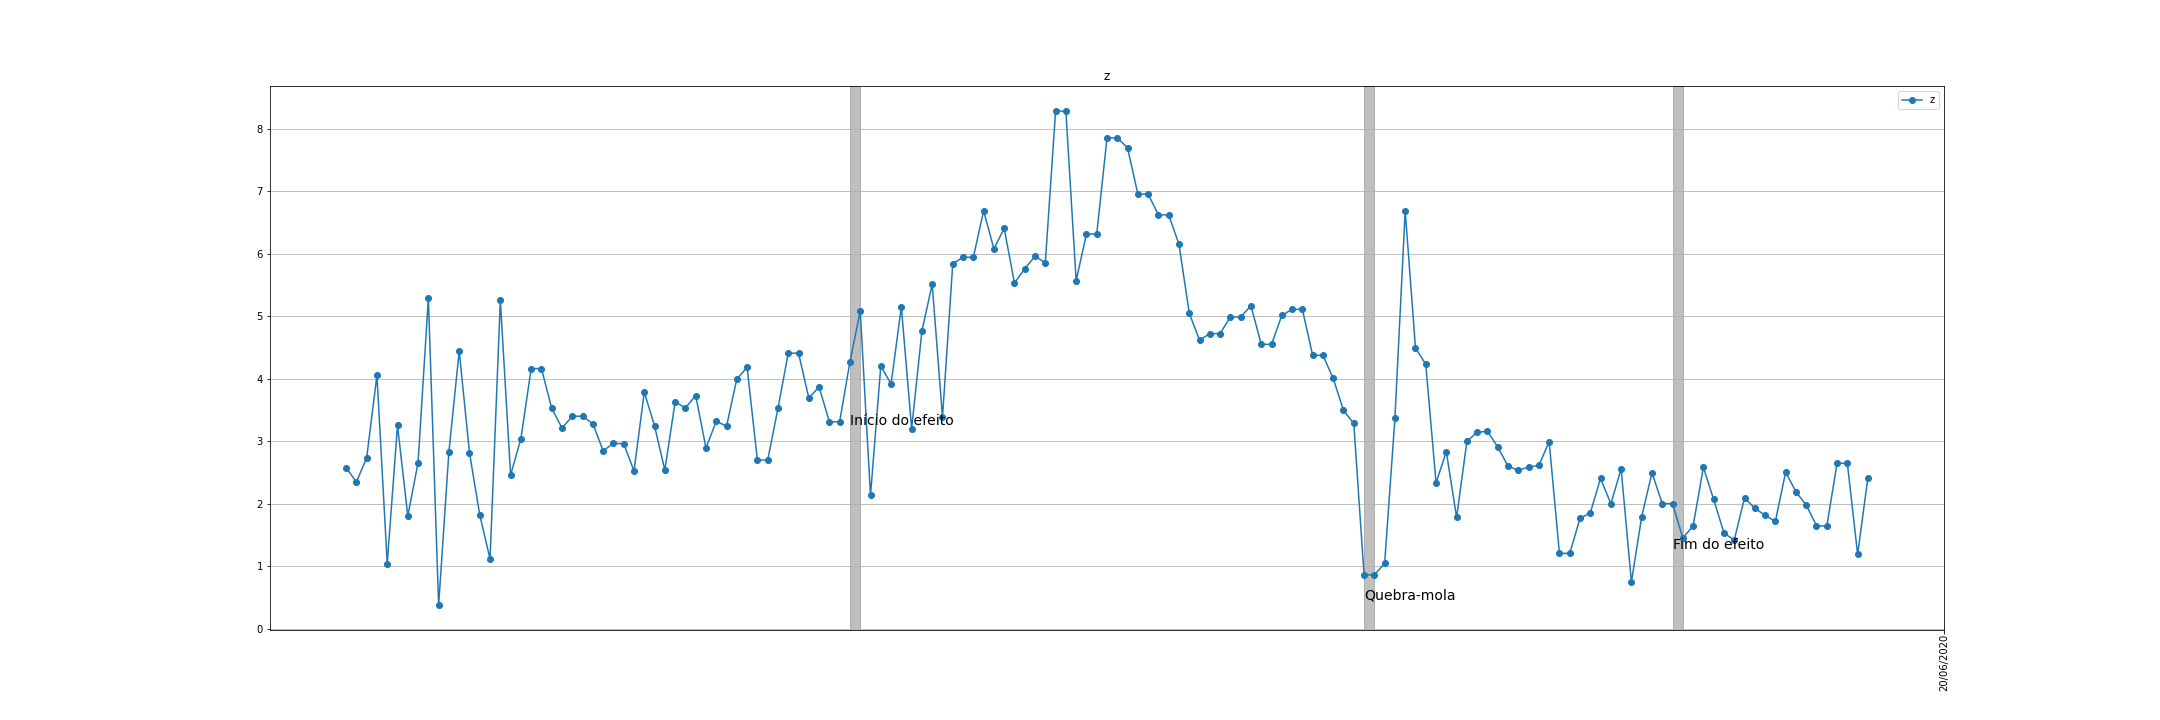 z
z
8
7
6
5
4
3
2
1
0
Início do efeito
Quebra-mola
Fim do efeito
20/06/2020